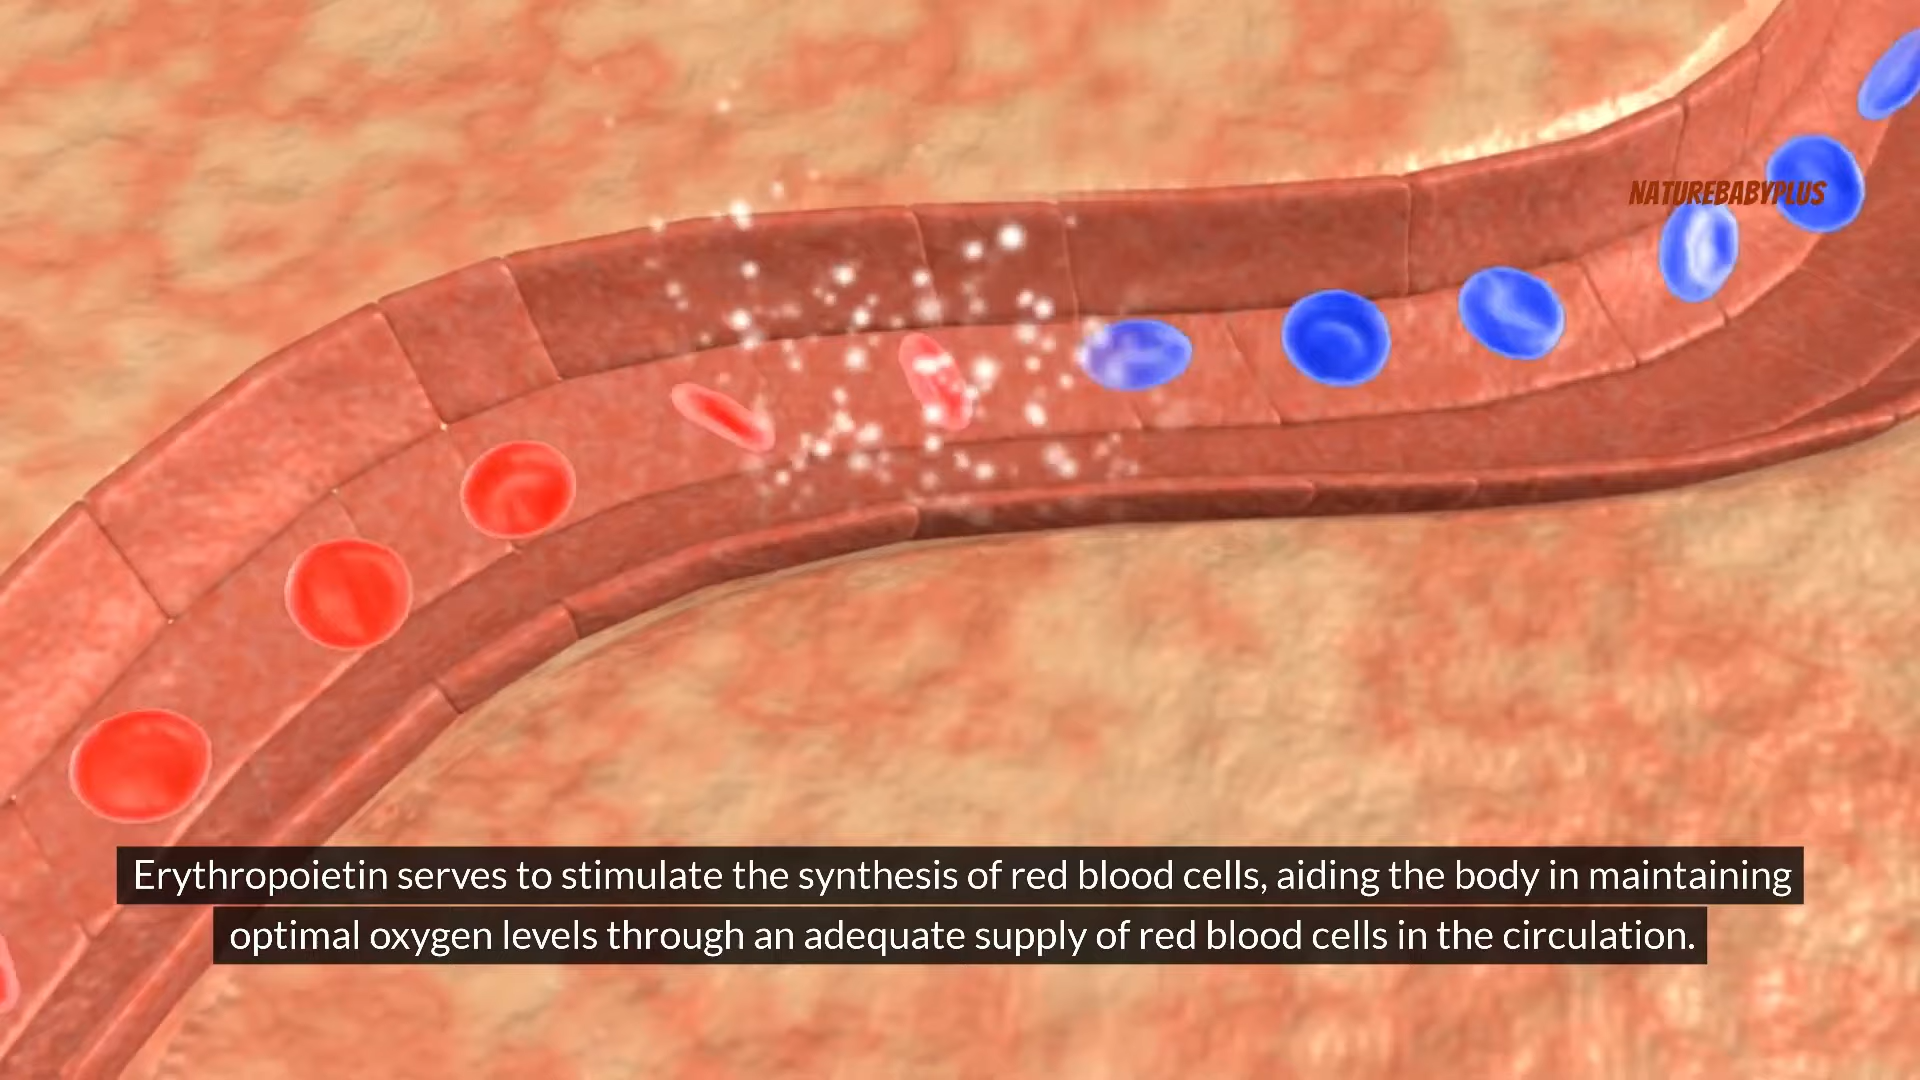 NATUREBABYPLUS
Erythropoietin serves to stimulate the synthesis of red blood cells, aiding the body in maintaining
optimal oxygen levels through an adequate supply of red blood cells in the circulation.